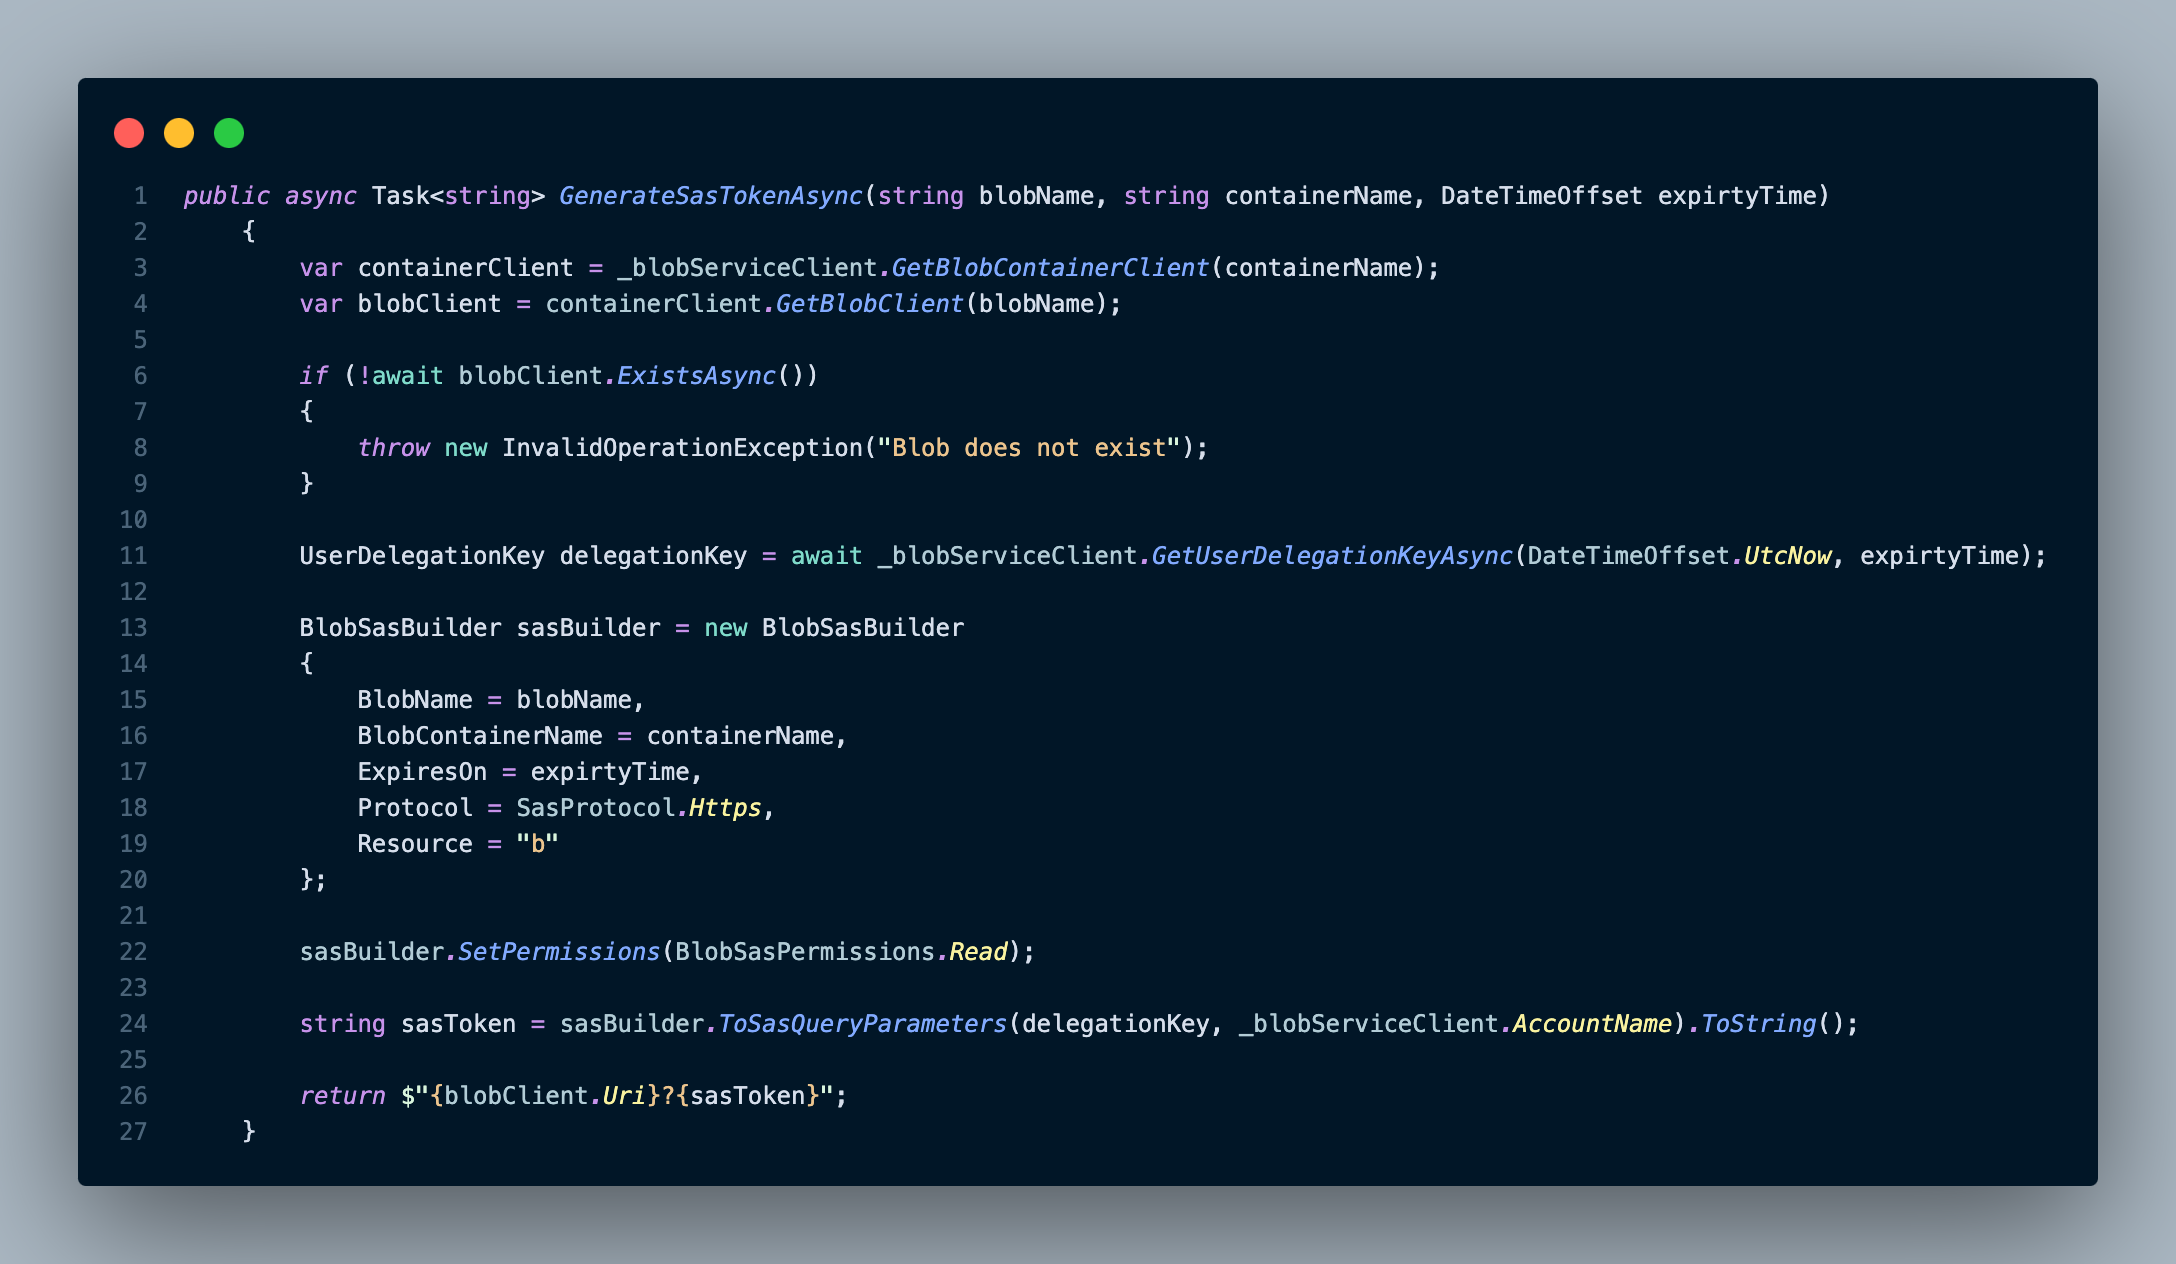 1 public async Task<string> GenerateSasTokenAsync(string blobName, string containerName, DateTimeOffset expirtyTime)
2     {
3         var containerClient = _blobServiceClient.GetBlobContainerClient(containerName);
4         var blobClient = containerClient.GetBlobClient(blobName);
5
6         if (!await blobClient.ExistsAsync())
7         {
8             throw new InvalidOperationException("Blob does not exist");
9         }
10
11         UserDelegationKey delegationKey = await _blobServiceClient.GetUserDelegationKeyAsync(DateTimeOffset.UtcNow, expirtyTime);
12
13         BlobSasBuilder sasBuilder = new BlobSasBuilder
14         {
15             BlobName = blobName,
16             BlobContainerName = containerName,
17             ExpiresOn = expirtyTime,
18             Protocol = SasProtocol.Https,
19             Resource = "b"
20         };
21
22         sasBuilder.SetPermissions(BlobSasPermissions.Read);
23
24         string sasToken = sasBuilder.ToSasQueryParameters(delegationKey, _blobServiceClient.AccountName).ToString();
25
26         return $"{blobClient.Uri}?{sasToken}";
27     }